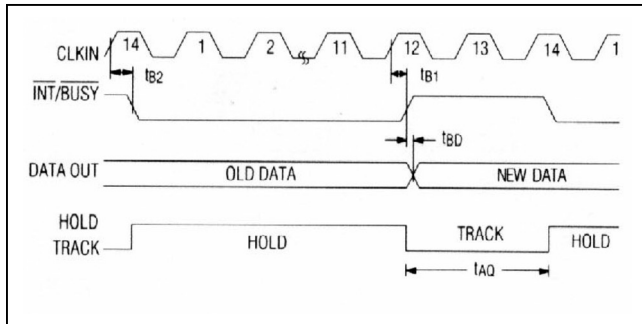 CLKIN 14 1 2 11 12 13 14 1
tB2 tB1
INT/BUSY
tBD
DATA OUT OLD DATA NEW DATA
HOLD
TRACK HOLD TRACK HOLD
tAQ